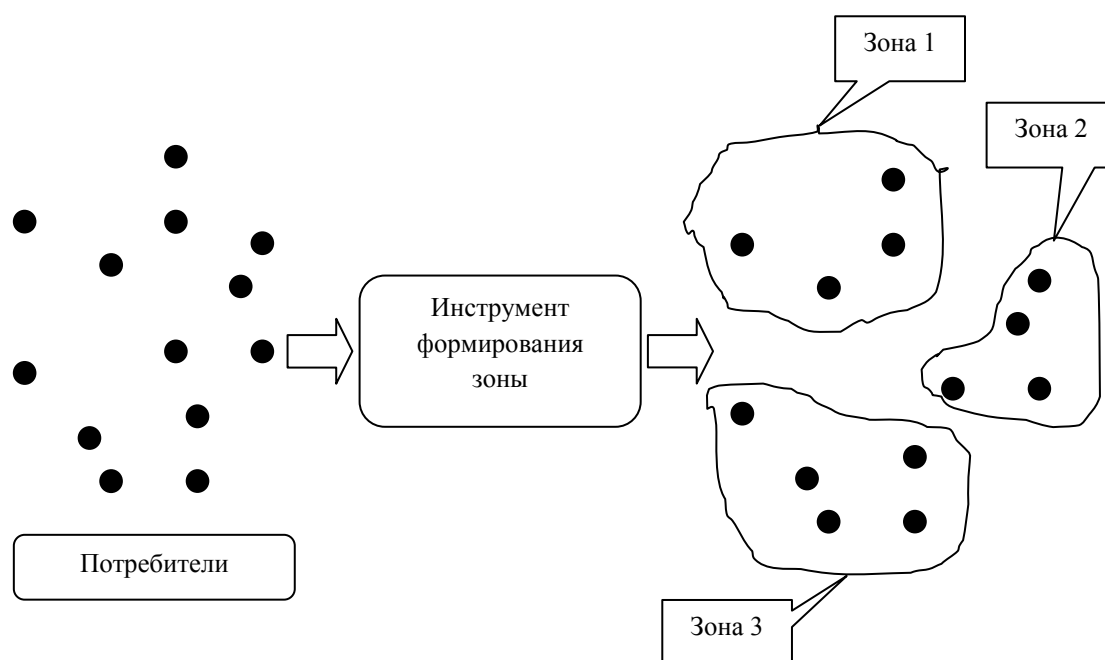 Зона 1
Зона 2
Инструмент
формирования
зоны
Потребители
Зона 3